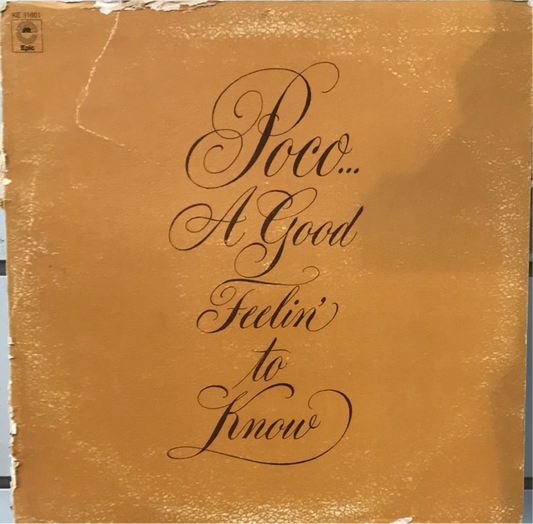 KE 31601
Epic
Poco...
A Good
Feelin'
to
Know